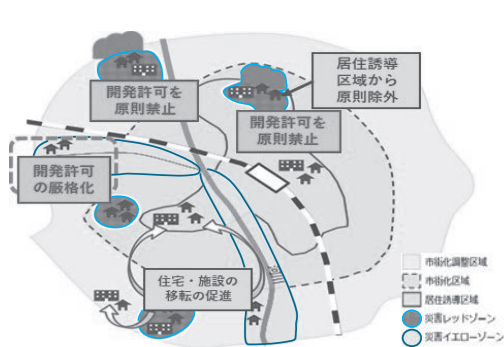 居住誘導
区域から
原則除外
開発許可を
原則禁止
開発許可を
原則禁止
開発許可
の厳格化
住宅・施設の
移転の促進
市街化調整区域
市街化区域
居住誘導区域
災害レッドゾーン
災害イエローゾーン